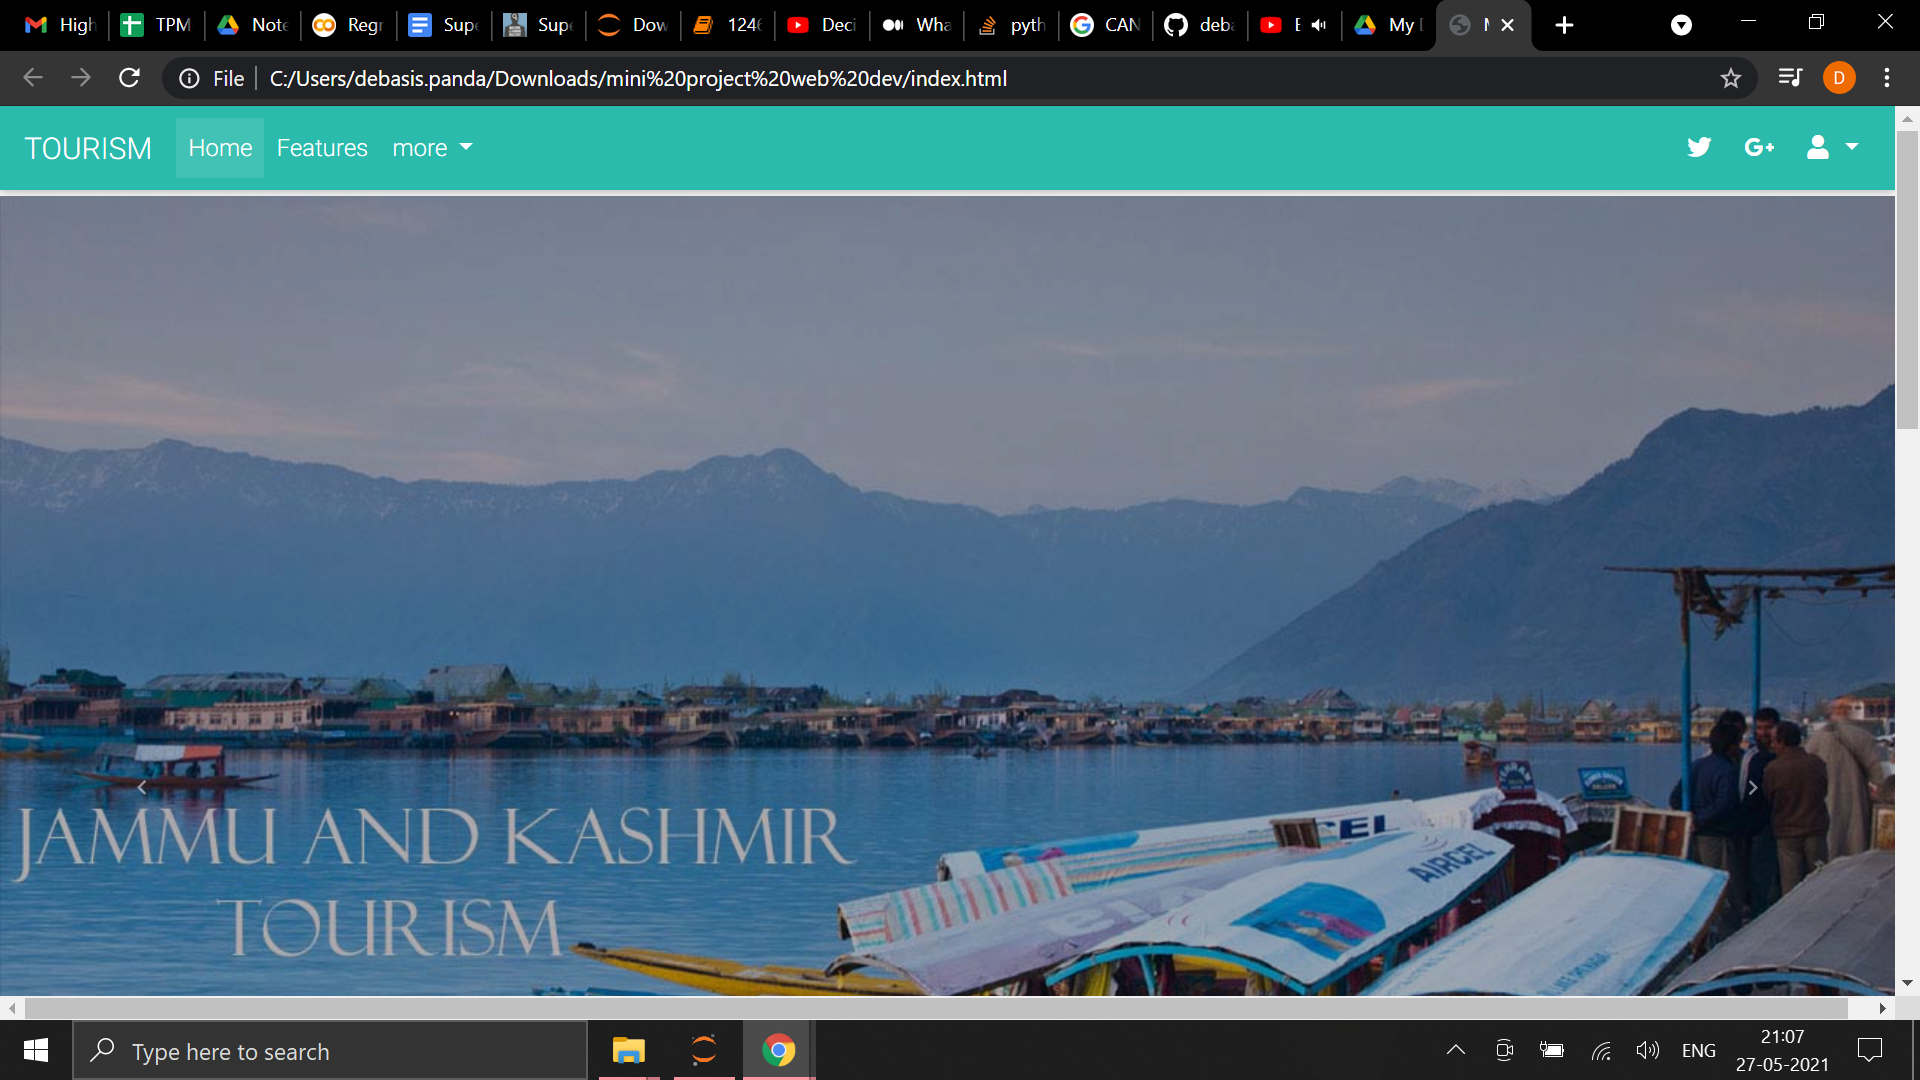 High
TPM
Note
Regr
Supe
Supe
Dow
124
Deci
Wha
pyth
CAN
deba
My
File
C:/Users/debasis.panda/Downloads/mini%20project%20web%20dev/index.html
D
TOURISM
Home
Features
more
G+
CEL
AIRCEL
JAMMU AND KASHMIR
TOURISM
Type here to search
ENG
21:07
27-05-2021